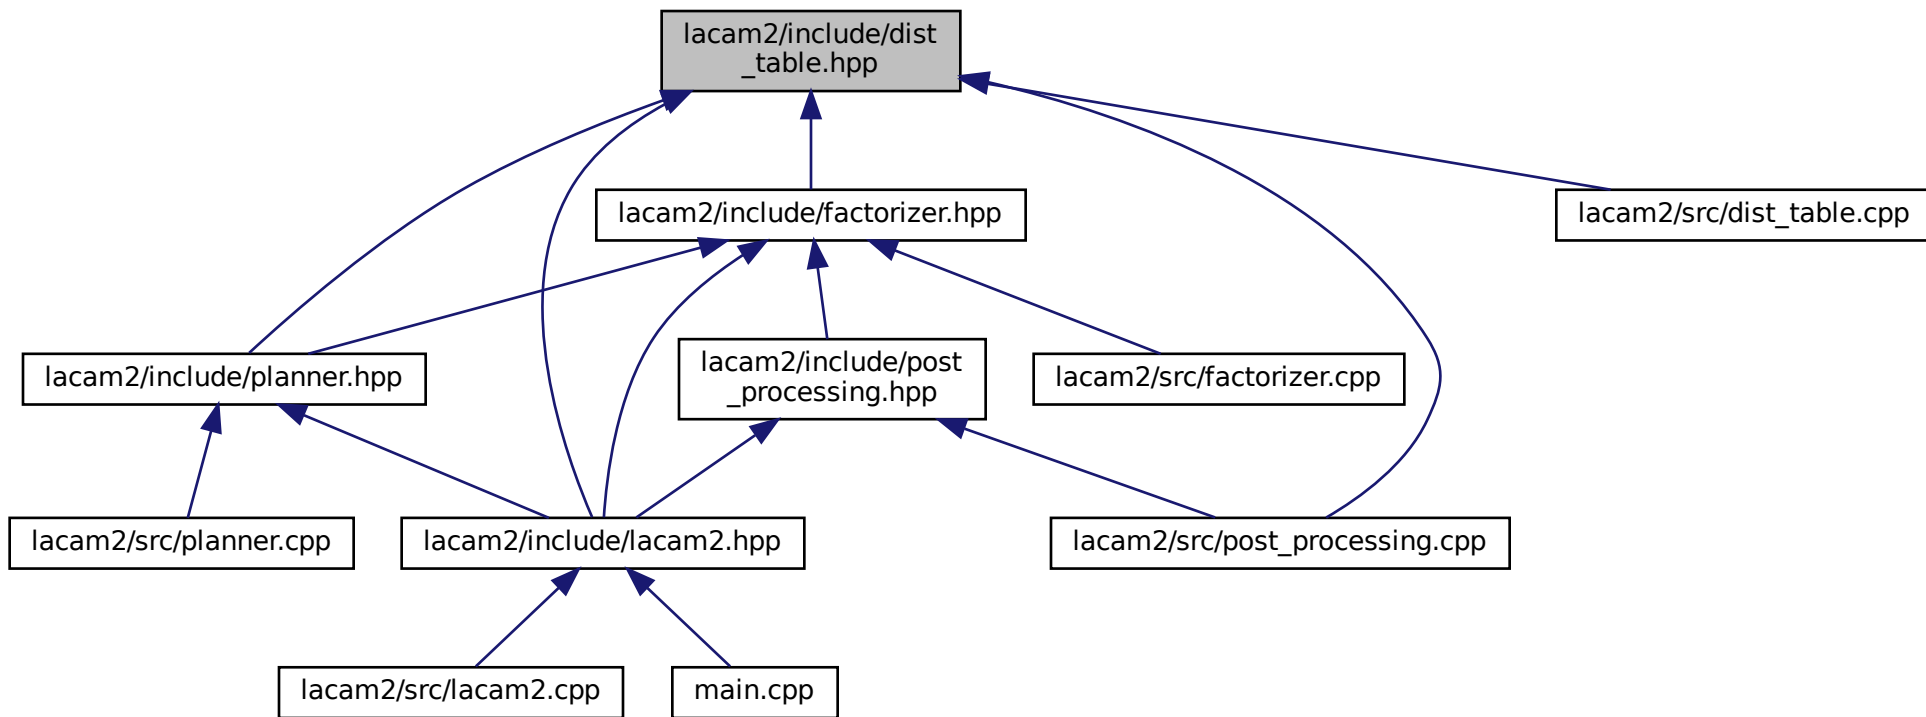 lacam2/include/dist
_table.hpp
lacam2/include/factorizer.hpp
lacam2/src/dist_table.cpp
lacam2/include/planner.hpp
lacam2/include/post
_processing.hpp
lacam2/src/factorizer.cpp
lacam2/src/planner.cpp
lacam2/include/lacam2.hpp
lacam2/src/post_processing.cpp
lacam2/src/lacam2.cpp
main.cpp